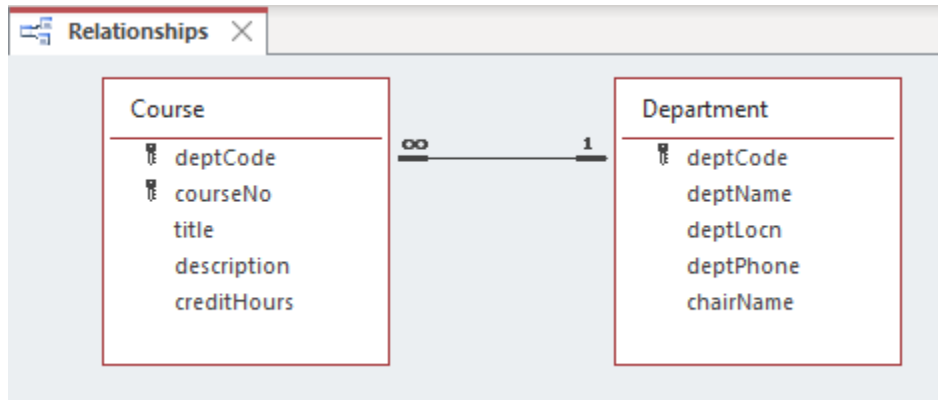 Relationships
Course
deptCode
courseNo
title
description
creditHours
∞ 1
Department
deptCode
deptName
deptLocn
deptPhone
chairName